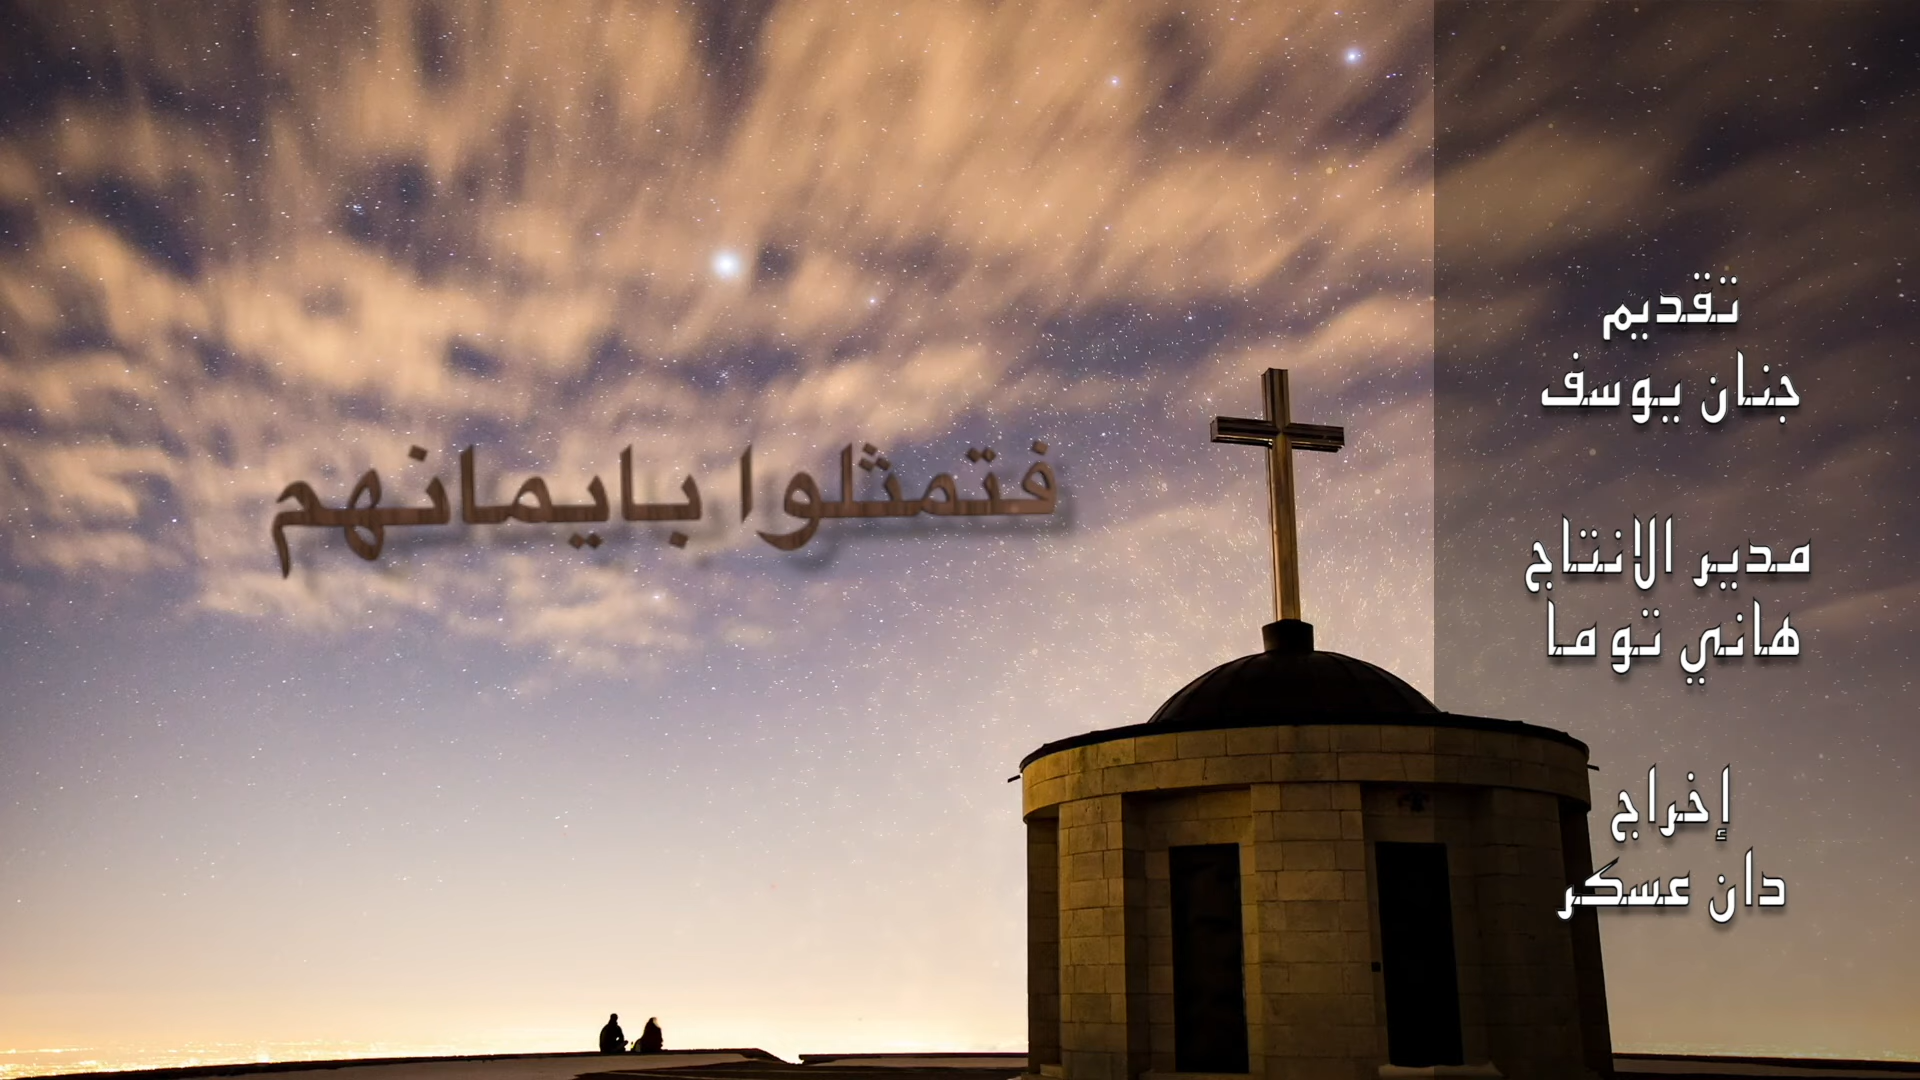 فتمثلوا بايمانهم
تقديم
جنان يوسف
مدير الانتاج
هاني توما
إخراج
دان عسكر